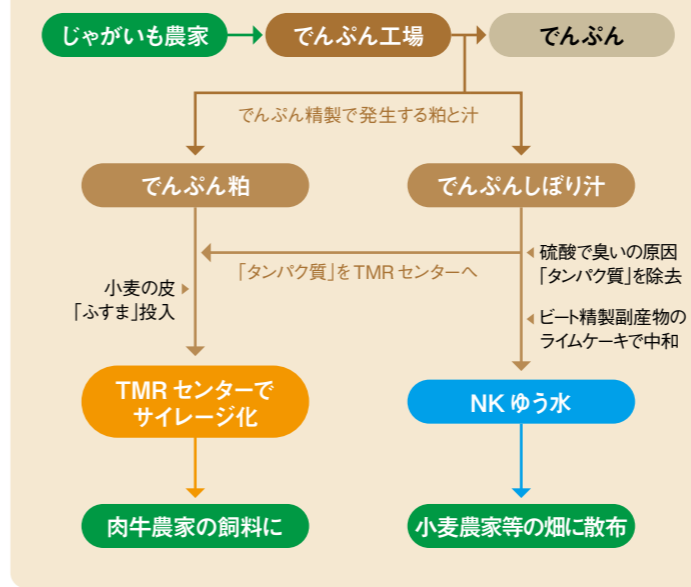 じゃがいも農家
でんぷん工場
でんぷん
でんぷん精製で発生する粕と汁
でんぷん粕
でんぷんしぼり汁
「タンパク質」をTMRセンターへ
硫酸で臭いの原因
「タンパク質」を除去
小麦の皮
「ふすま」投入
ビート精製副産物の
ライムケーキで中和
TMRセンターで
サイレージ化
NKゆう水
肉牛農家の飼料に
小麦農家等の畑に散布